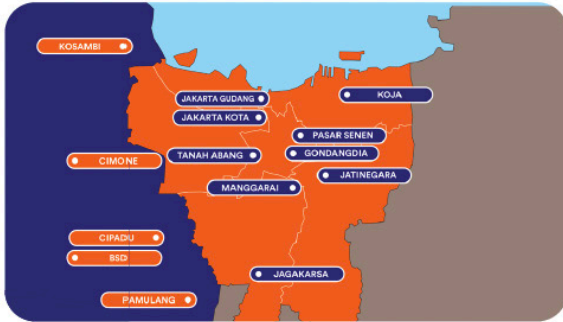 KOSAMBI
JAKARTA GUDANG
KOJA
JAKARTA KOTA
PASAR SENEN
TANAH ABANG
GONDANGDIA
CIMONE
JATINEGARA
MANGGARAI
CIPADU
BSD
JAGAKARSA
PAMULANG